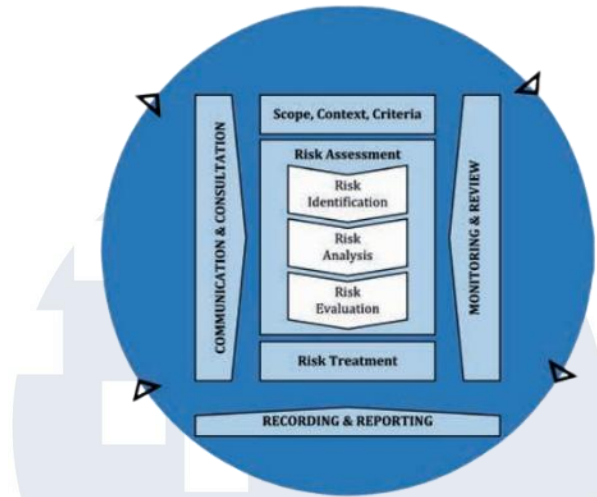 Scope, Context, Criteria
Risk Assessment
Risk
Identification
Risk
Analysis
Risk
Evaluation
Risk Treatment
COMMUNICATION & CONSULTATION
MONITORING & REVIEW
RECORDING & REPORTING